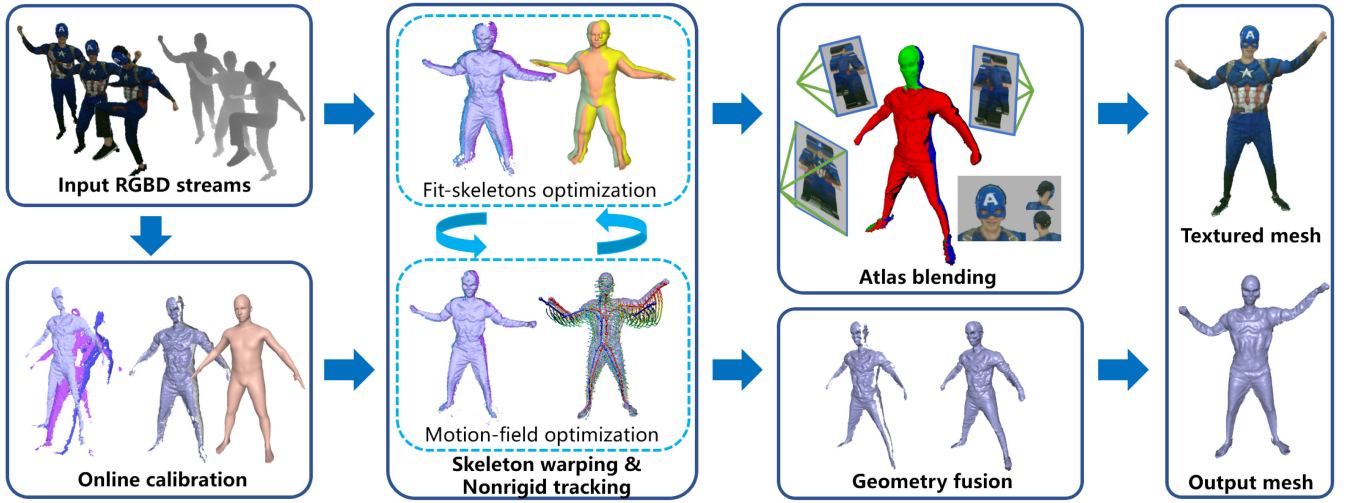 Input RGBD streams
Online calibration
Fit-skeletons optimization
Motion-field optimization
Skeleton warping &
Nonrigid tracking
Atlas blending
A
Geometry fusion
Textured mesh
Output mesh